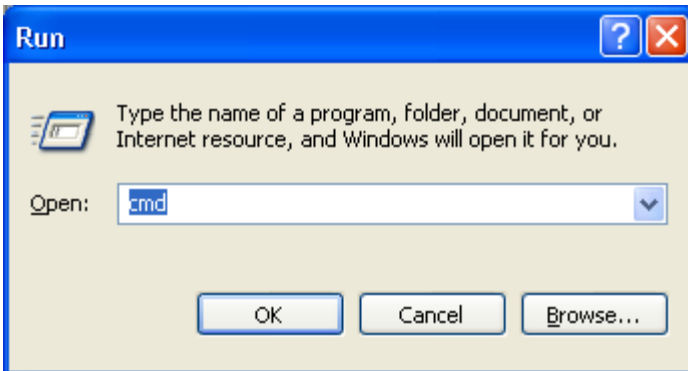 Run
Type the name of a program, folder, document, or
Internet resource, and Windows will open it for you.
Open: cmd
OK Cancel Browse...